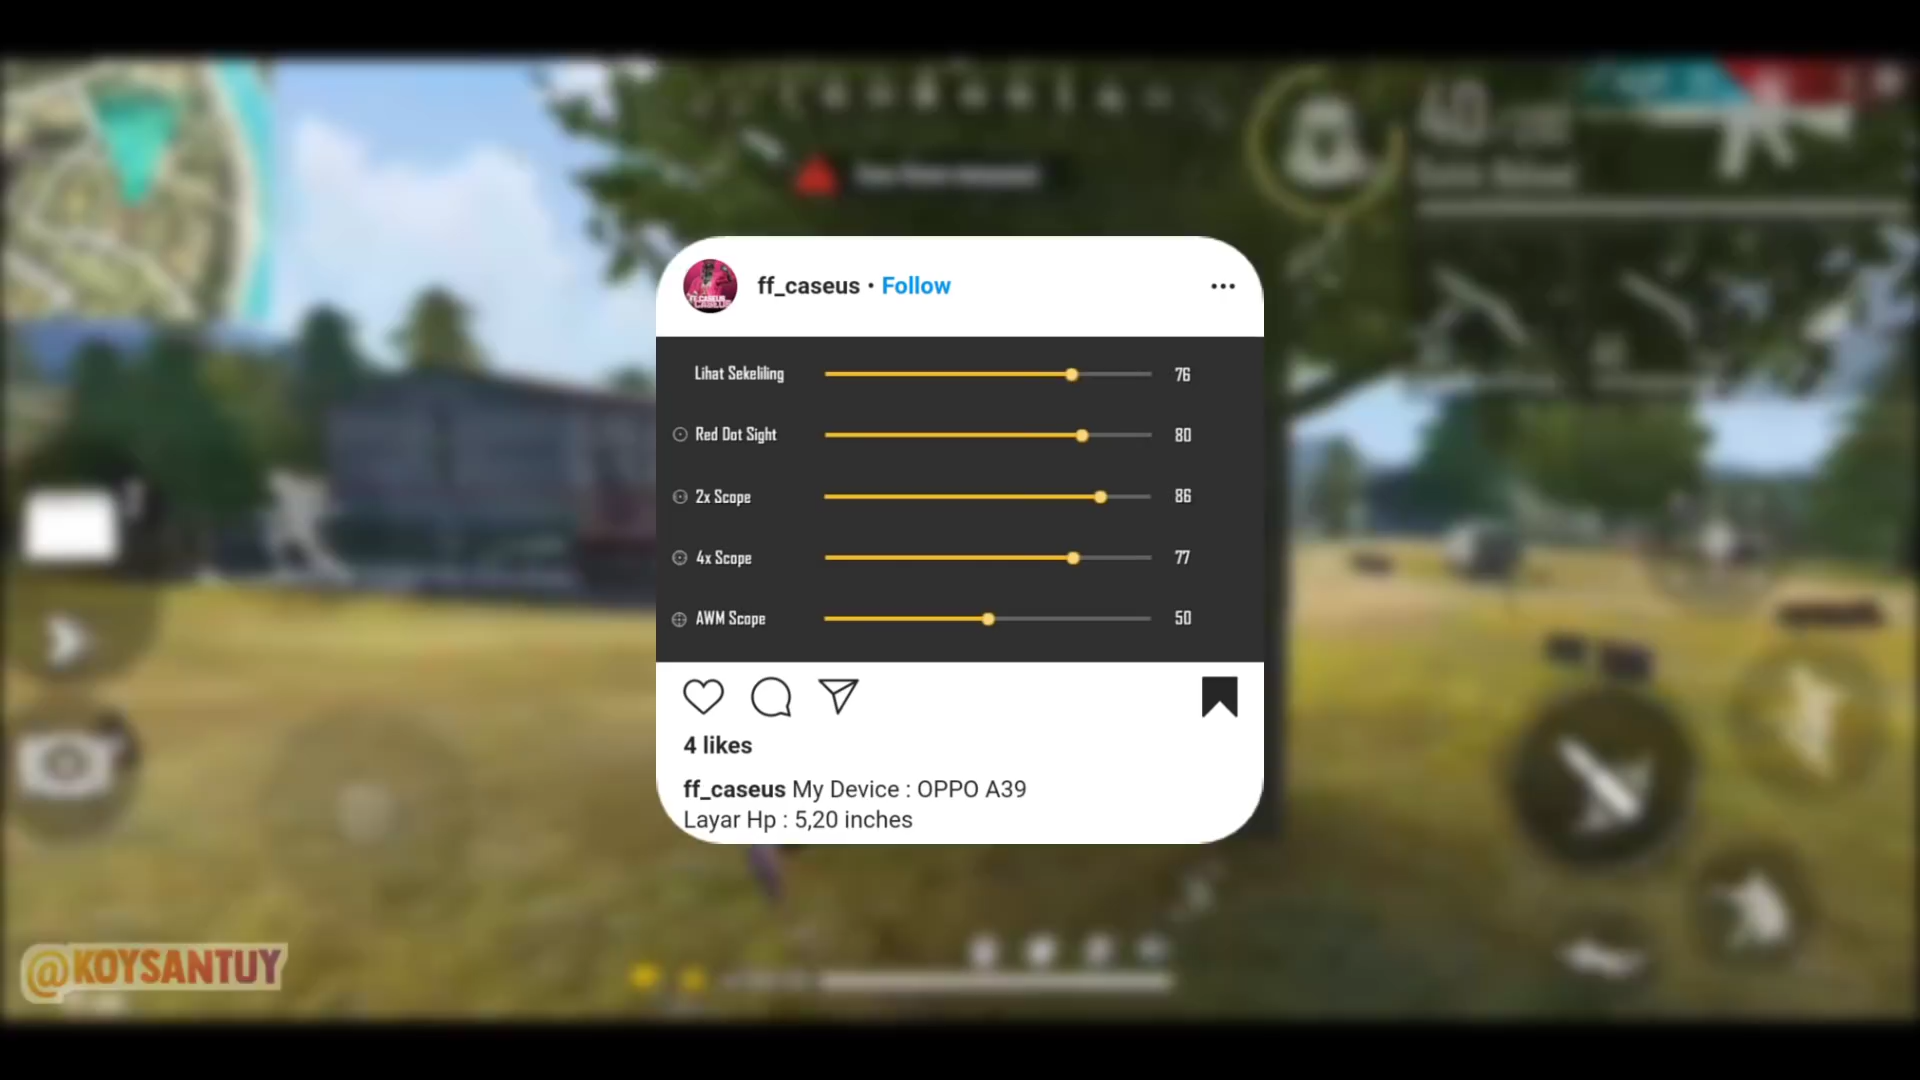 ff_caseus • Follow
Lihat Sekeliling 76
Red Dot Sight 80
2x Scope 86
4x Scope 77
AWM Scope 50
4 likes
ff_caseus My Device : OPPO A39
Layar Hp : 5,20 inches
@KOYSANTUY